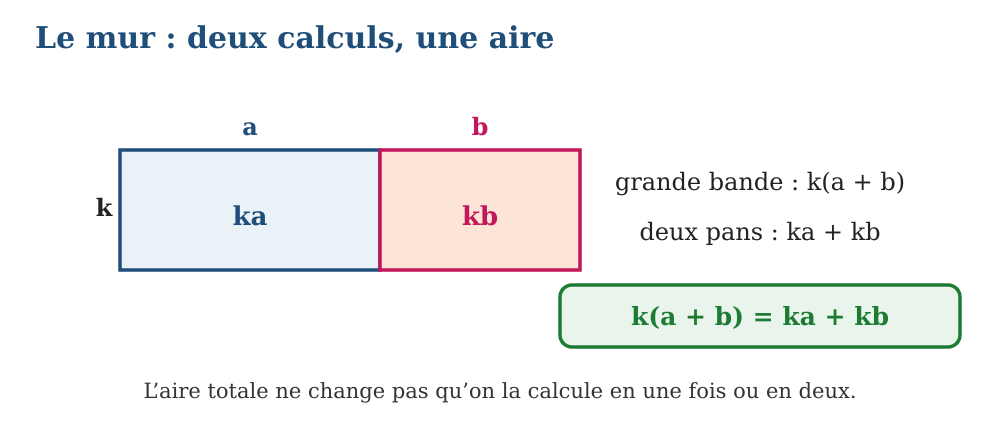 Le mur : deux calculs, une aire
a
b
k
ka
kb
grande bande : k(a + b)
deux pans : ka + kb
k(a + b) = ka + kb
L’aire totale ne change pas qu’on la calcule en une fois ou en deux.